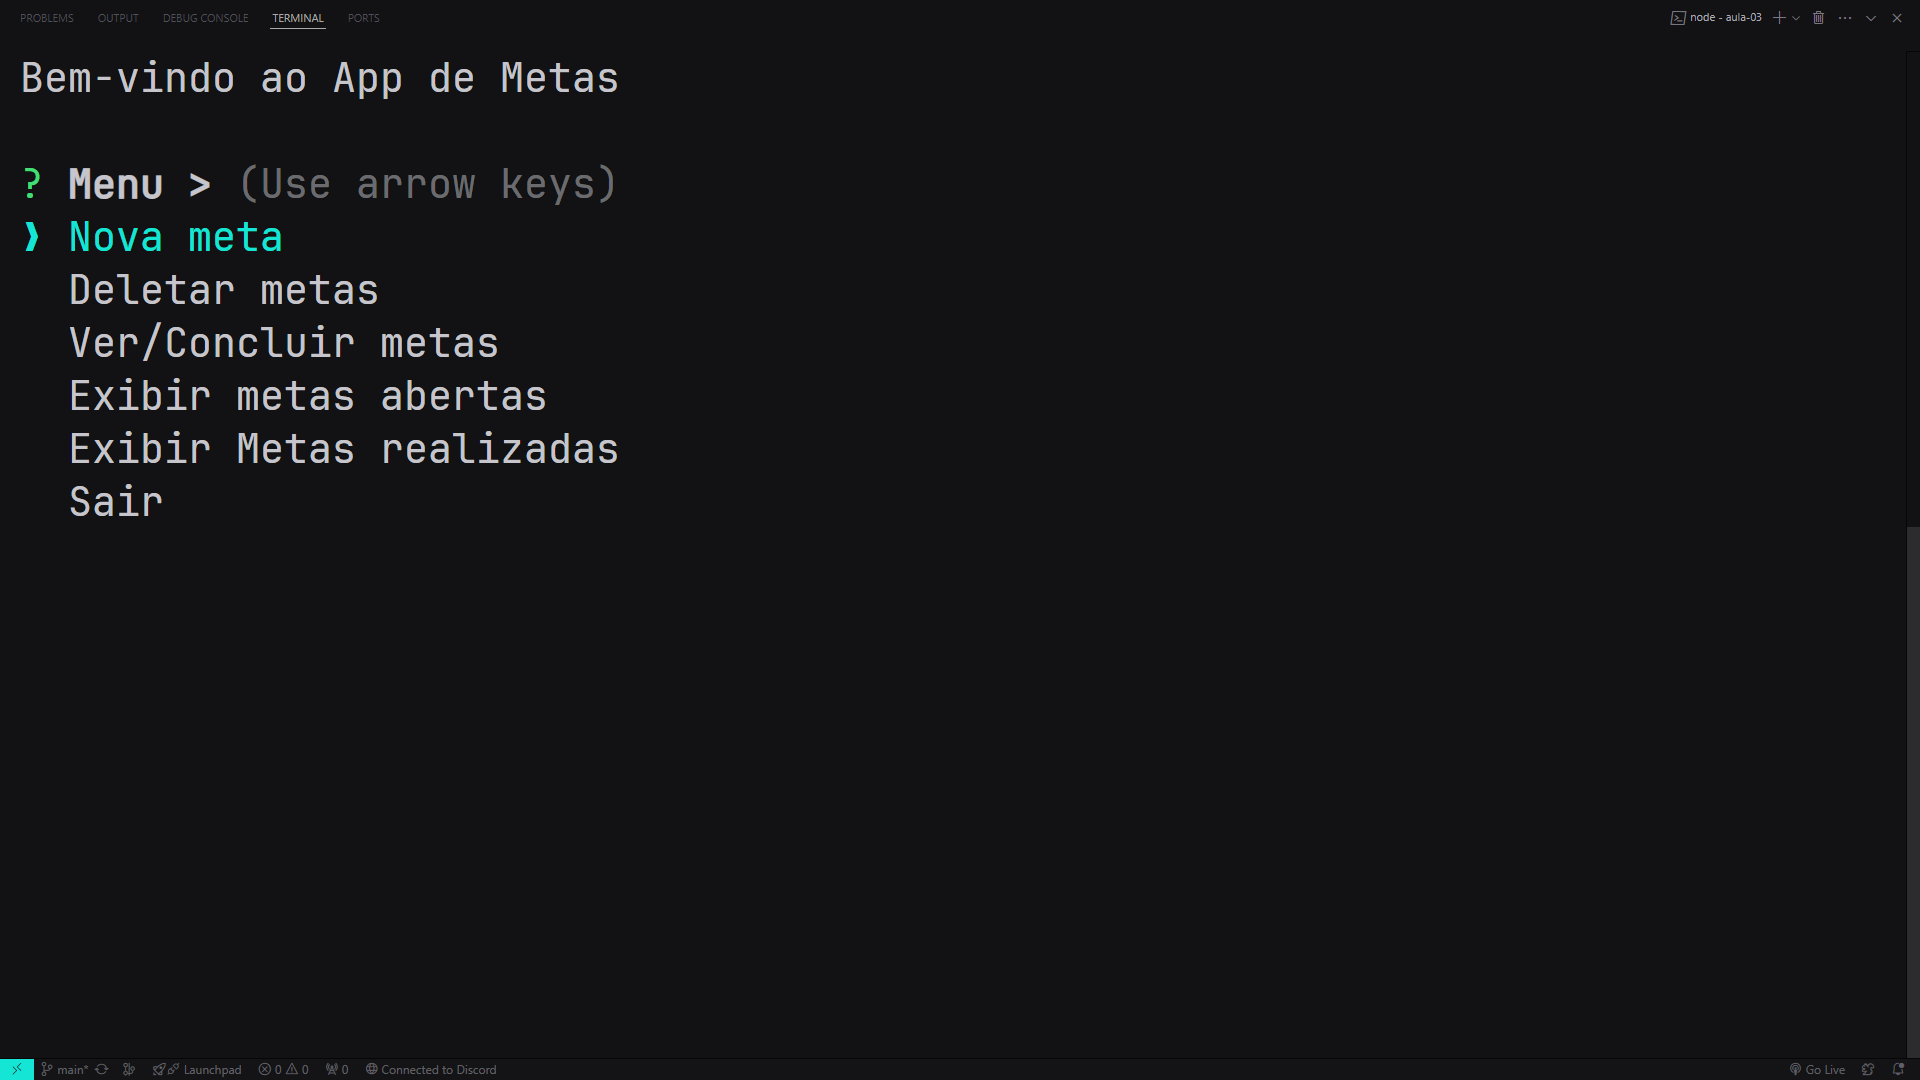 PROBLEMS OUTPUT DEBUG CONSOLE TERMINAL PORTS node - aula-03
Bem-vindo ao App de Metas
? Menu > (Use arrow keys)
❯ Nova meta
Deletar metas
Ver/Concluir metas
Exibir metas abertas
Exibir Metas realizadas
Sair
main* Launchpad 0 0 0 Connected to Discord Go Live